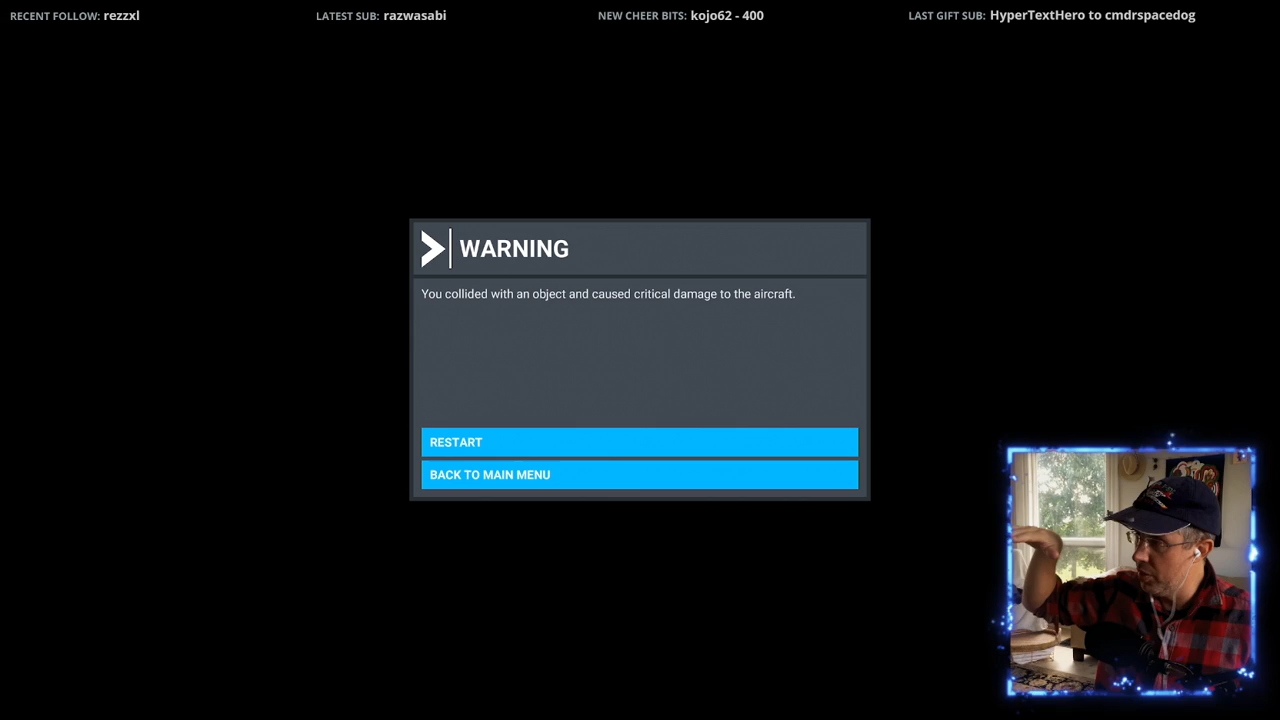 RECENT FOLLOW: rezzxl
LATEST SUB: razwasabi
NEW CHEER BITS: kojo62 - 400
LAST GIFT SUB: HyperTextHero to cmdrspacedog
WARNING
You collided with an object and caused critical damage to the aircraft.
RESTART
BACK TO MAIN MENU